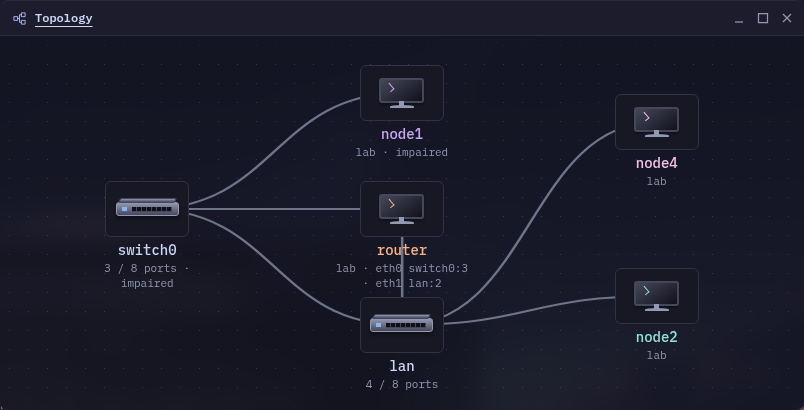 Topology
node1
lab · impaired
node4
lab
switch0
3 / 8 ports ·
impaired
router
lab · eth0 switch0:3
· eth1 lan:2
node2
lab
lan
4 / 8 ports